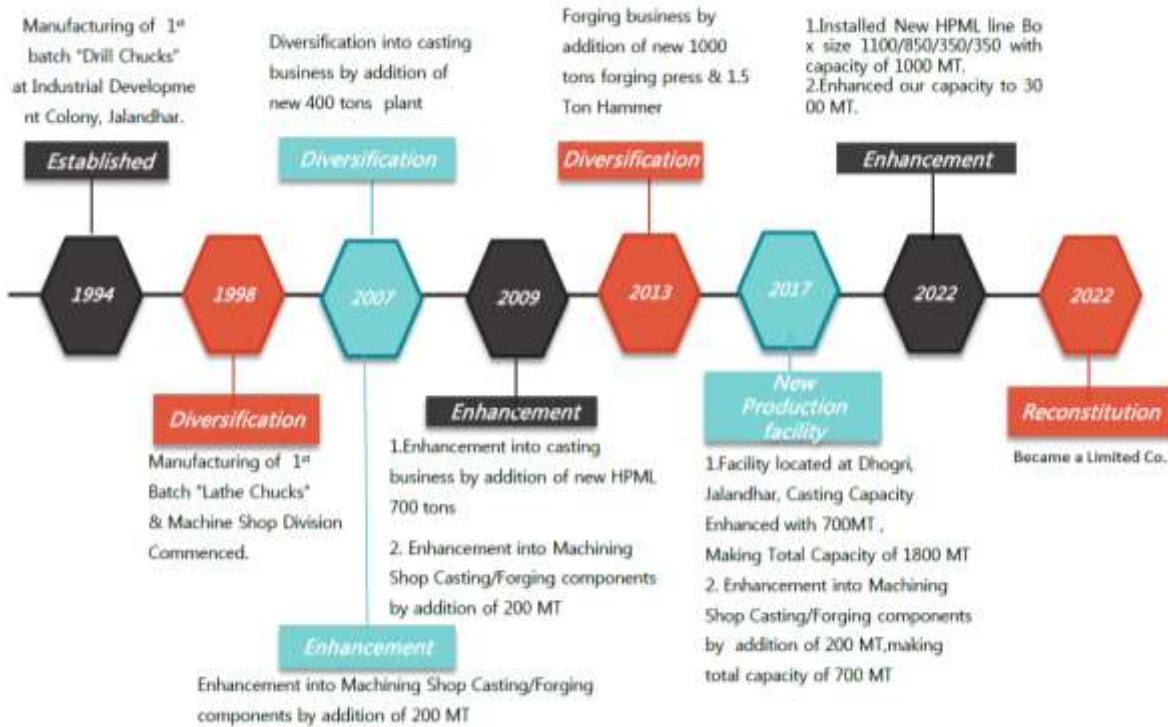 Manufacturing of 1st
batch "Drill Chucks"
at Industrial Developme
nt Colony, Jalandhar.
Established
1994
1998
Diversification
Manufacturing of 1st
Batch "Lathe Chucks"
& Machine Shop Division
Commenced.
Diversification into casting
business by addition of
new 400 tons plant
Diversification
2007
Enhancement
Enhancement into Machining Shop Casting/Forging
components by addition of 200 MT
2009
Enhancement
1.Enhancement into casting
business by addition of new HPML
700 tons
2. Enhancement into Machining
Shop Casting/Forging components
by addition of 200 MT
Forging business by
addition of new 1000
tons forging press & 1.5
Ton Hammer
Diversification
2013
2017
New
Production
facility
1.Facility located at Dhogri,
Jalandhar, Casting Capacity
Enhanced with 700MT ,
Making Total Capacity of 1800 MT
2. Enhancement into Machining
Shop Casting/Forging components
by addition of 200 MT,making
total capacity of 700 MT
1.Installed New HPML line Bo
x size 1100/850/350/350 with
capacity of 1000 MT.
2.Enhanced our capacity to 30
00 MT.
Enhancement
2022
2022
Reconstitution
Became a Limited Co.